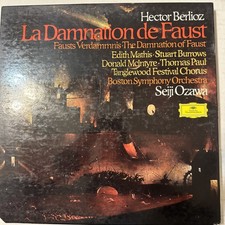 Hector Berlioz
La Damnation de Faust
Fausts Verdammnis · The Damnation of Faust
Edith Mathis · Stuart Burrows
Donald McIntyre · Thomas Paul
Tanglewood Festival Chorus
Boston Symphony Orchestra
Seiji Ozawa